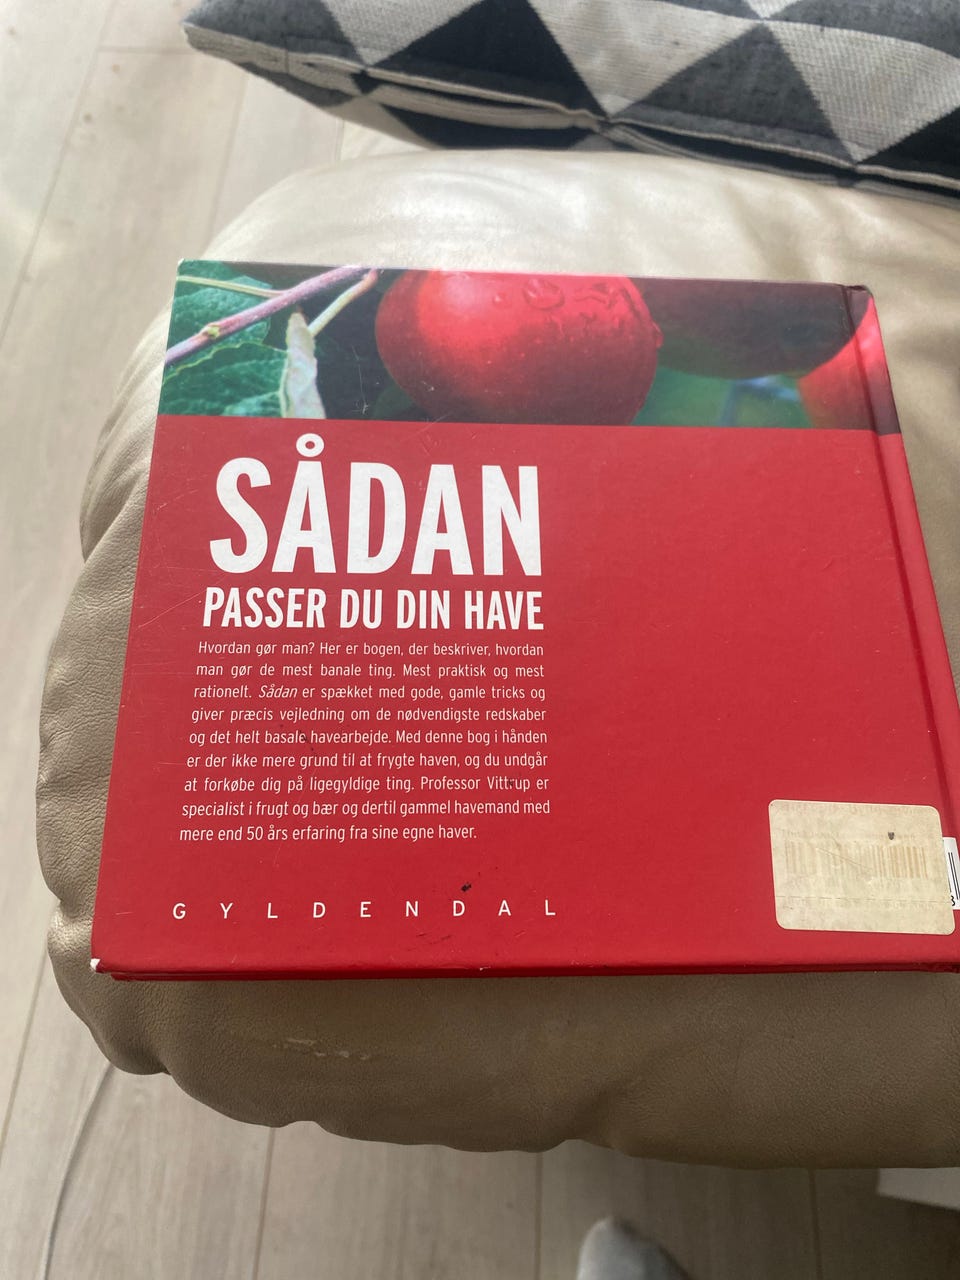 SÅDAN
PASSER DU DIN HAVE
Hvordan gør man? Her er bogen, der beskriver, hvordan
man gør de mest banale ting. Mest praktisk og mest
rationelt. Sådan er spækket med gode, gamle tricks og
giver præcis vejledning om de nødvendigste redskaber
og det helt basale havearbejde. Med denne bog i hånden
er der ikke mere grund til at frygte haven, og du undgår
at forkøbe dig på ligegyldige ting. Professor Vittrup er
specialist i frugt og bær og dertil gammel havemand med
mere end 50 års erfaring fra sine egne haver.
GYLDENDAL